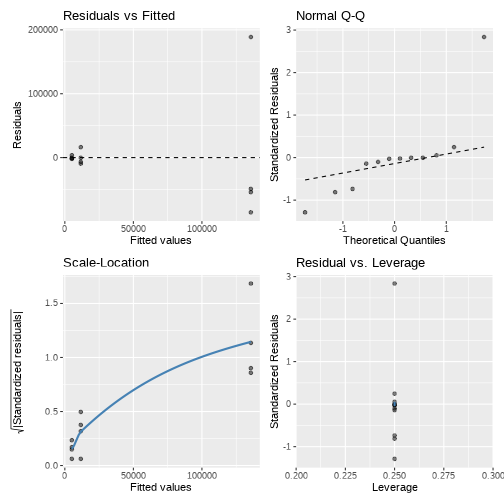 Residuals vs Fitted
Residuals
200000
100000
0
0
50000
100000
Fitted values
Normal Q-Q
Standardized Residuals
3
2
1
0
-1
-1
0
1
Theoretical Quantiles
Scale-Location
√|Standardized residuals|
1.5
1.0
0.5
0.0
0
50000
100000
Fitted values
Residual vs. Leverage
Standardized Residuals
3
2
1
0
-1
0.200
0.225
0.250
0.275
0.300
Leverage